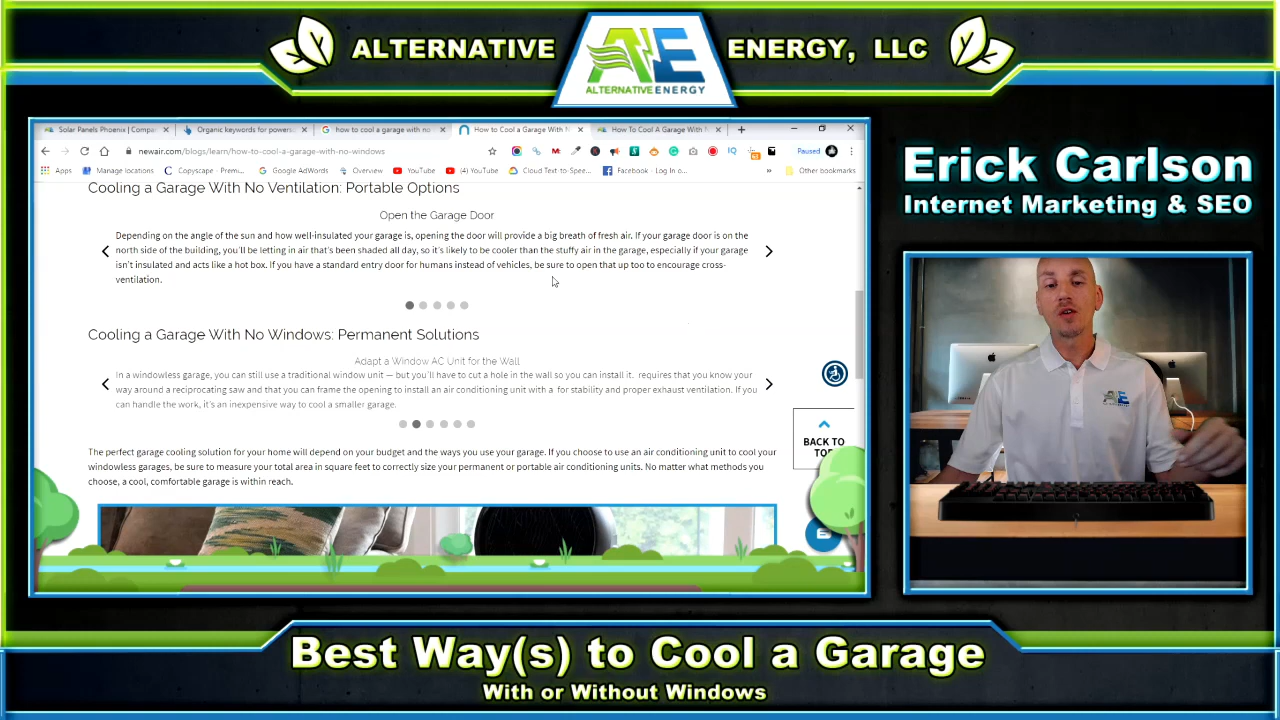 ALTERNATIVE ENERGY, LLC
AE
ALTERNATIVE ENERGY
Solar Panels Phoenix | Compa
Organic keywords for powers
how to cool a garage with no
How to Cool a Garage With N
How To Cool A Garage With
newair.com/blogs/learn/how-to-cool-a-garage-with-no-windows
Paused
Apps
Manage locations
Copyscape - Premi...
Google AdWords
Overview
YouTube
(4) YouTube
Cloud Text-to-Spee...
Facebook - Log In o...
Other bookmarks
Cooling a Garage With No Ventilation: Portable Options
Open the Garage Door
Depending on the angle of the sun and how well-insulated your garage is, opening the door will provide a big breath of fresh air. If your garage door is on the
north side of the building, you'll be letting in air that's been shaded all day, so it's likely to be cooler than the stuffy air in the garage, especially if your garage
isn't insulated and acts like a hot box. If you have a standard entry door for humans instead of vehicles, be sure to open that up too to encourage cross-
ventilation.
Cooling a Garage With No Windows: Permanent Solutions
Adapt a Window AC Unit for the Wall
In a windowless garage, you can still use a traditional window unit — but you'll have to cut a hole in the wall so you can install it. requires that you know your
way around a reciprocating saw and that you can frame the opening to install an air conditioning unit with a for stability and proper exhaust ventilation. If you
can handle the work, it's an inexpensive way to cool a smaller garage.
The perfect garage cooling solution for your home will depend on your budget and the ways you use your garage. If you choose to use an air conditioning unit to cool your
windowless garages, be sure to measure your total area in square feet to correctly size your permanent or portable air conditioning units. No matter what methods you
choose, a cool, comfortable garage is within reach.
BACK TO
TOP
Erick Carlson
Internet Marketing & SEO
AE
Best Way(s) to Cool a Garage
With or Without Windows